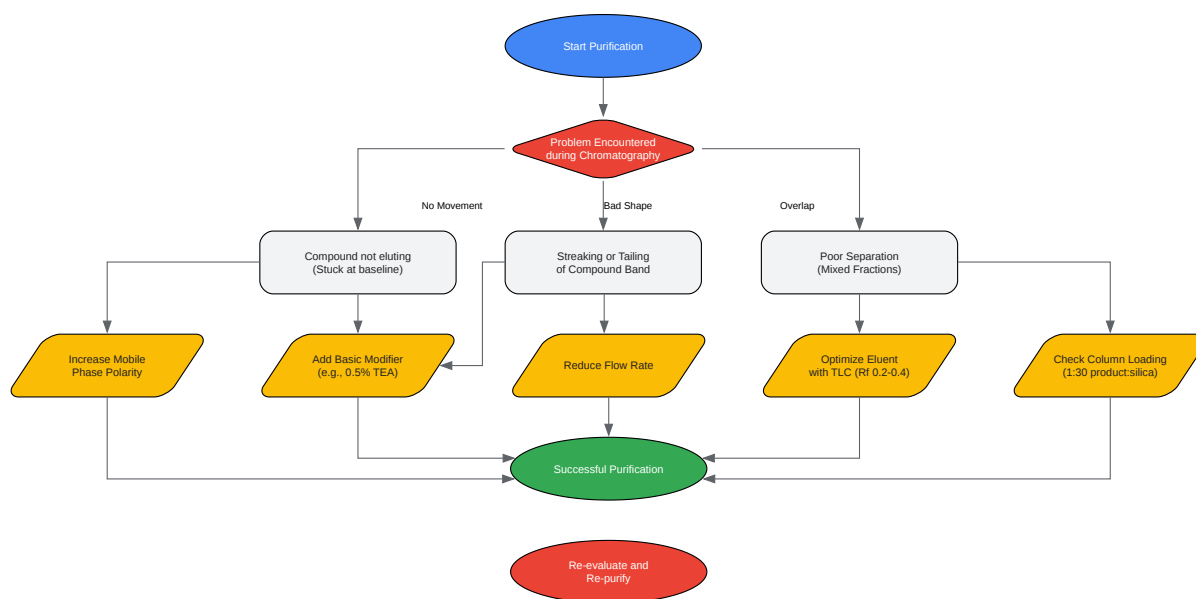 Start Purification
Problem Encountered
during Chromatography
No Movement
Bad Shape
Overlap
Compound not eluting
(Stuck at baseline)
Streaking or Tailing
of Compound Band
Poor Separation
(Mixed Fractions)
Increase Mobile
Phase Polarity
Add Basic Modifier
(e.g., 0.5% TEA)
Reduce Flow Rate
Optimize Eluent
with TLC (Rf 0.2-0.4)
Check Column Loading
(1:30 product:silica)
Successful Purification
Re-evaluate and
Re-purify